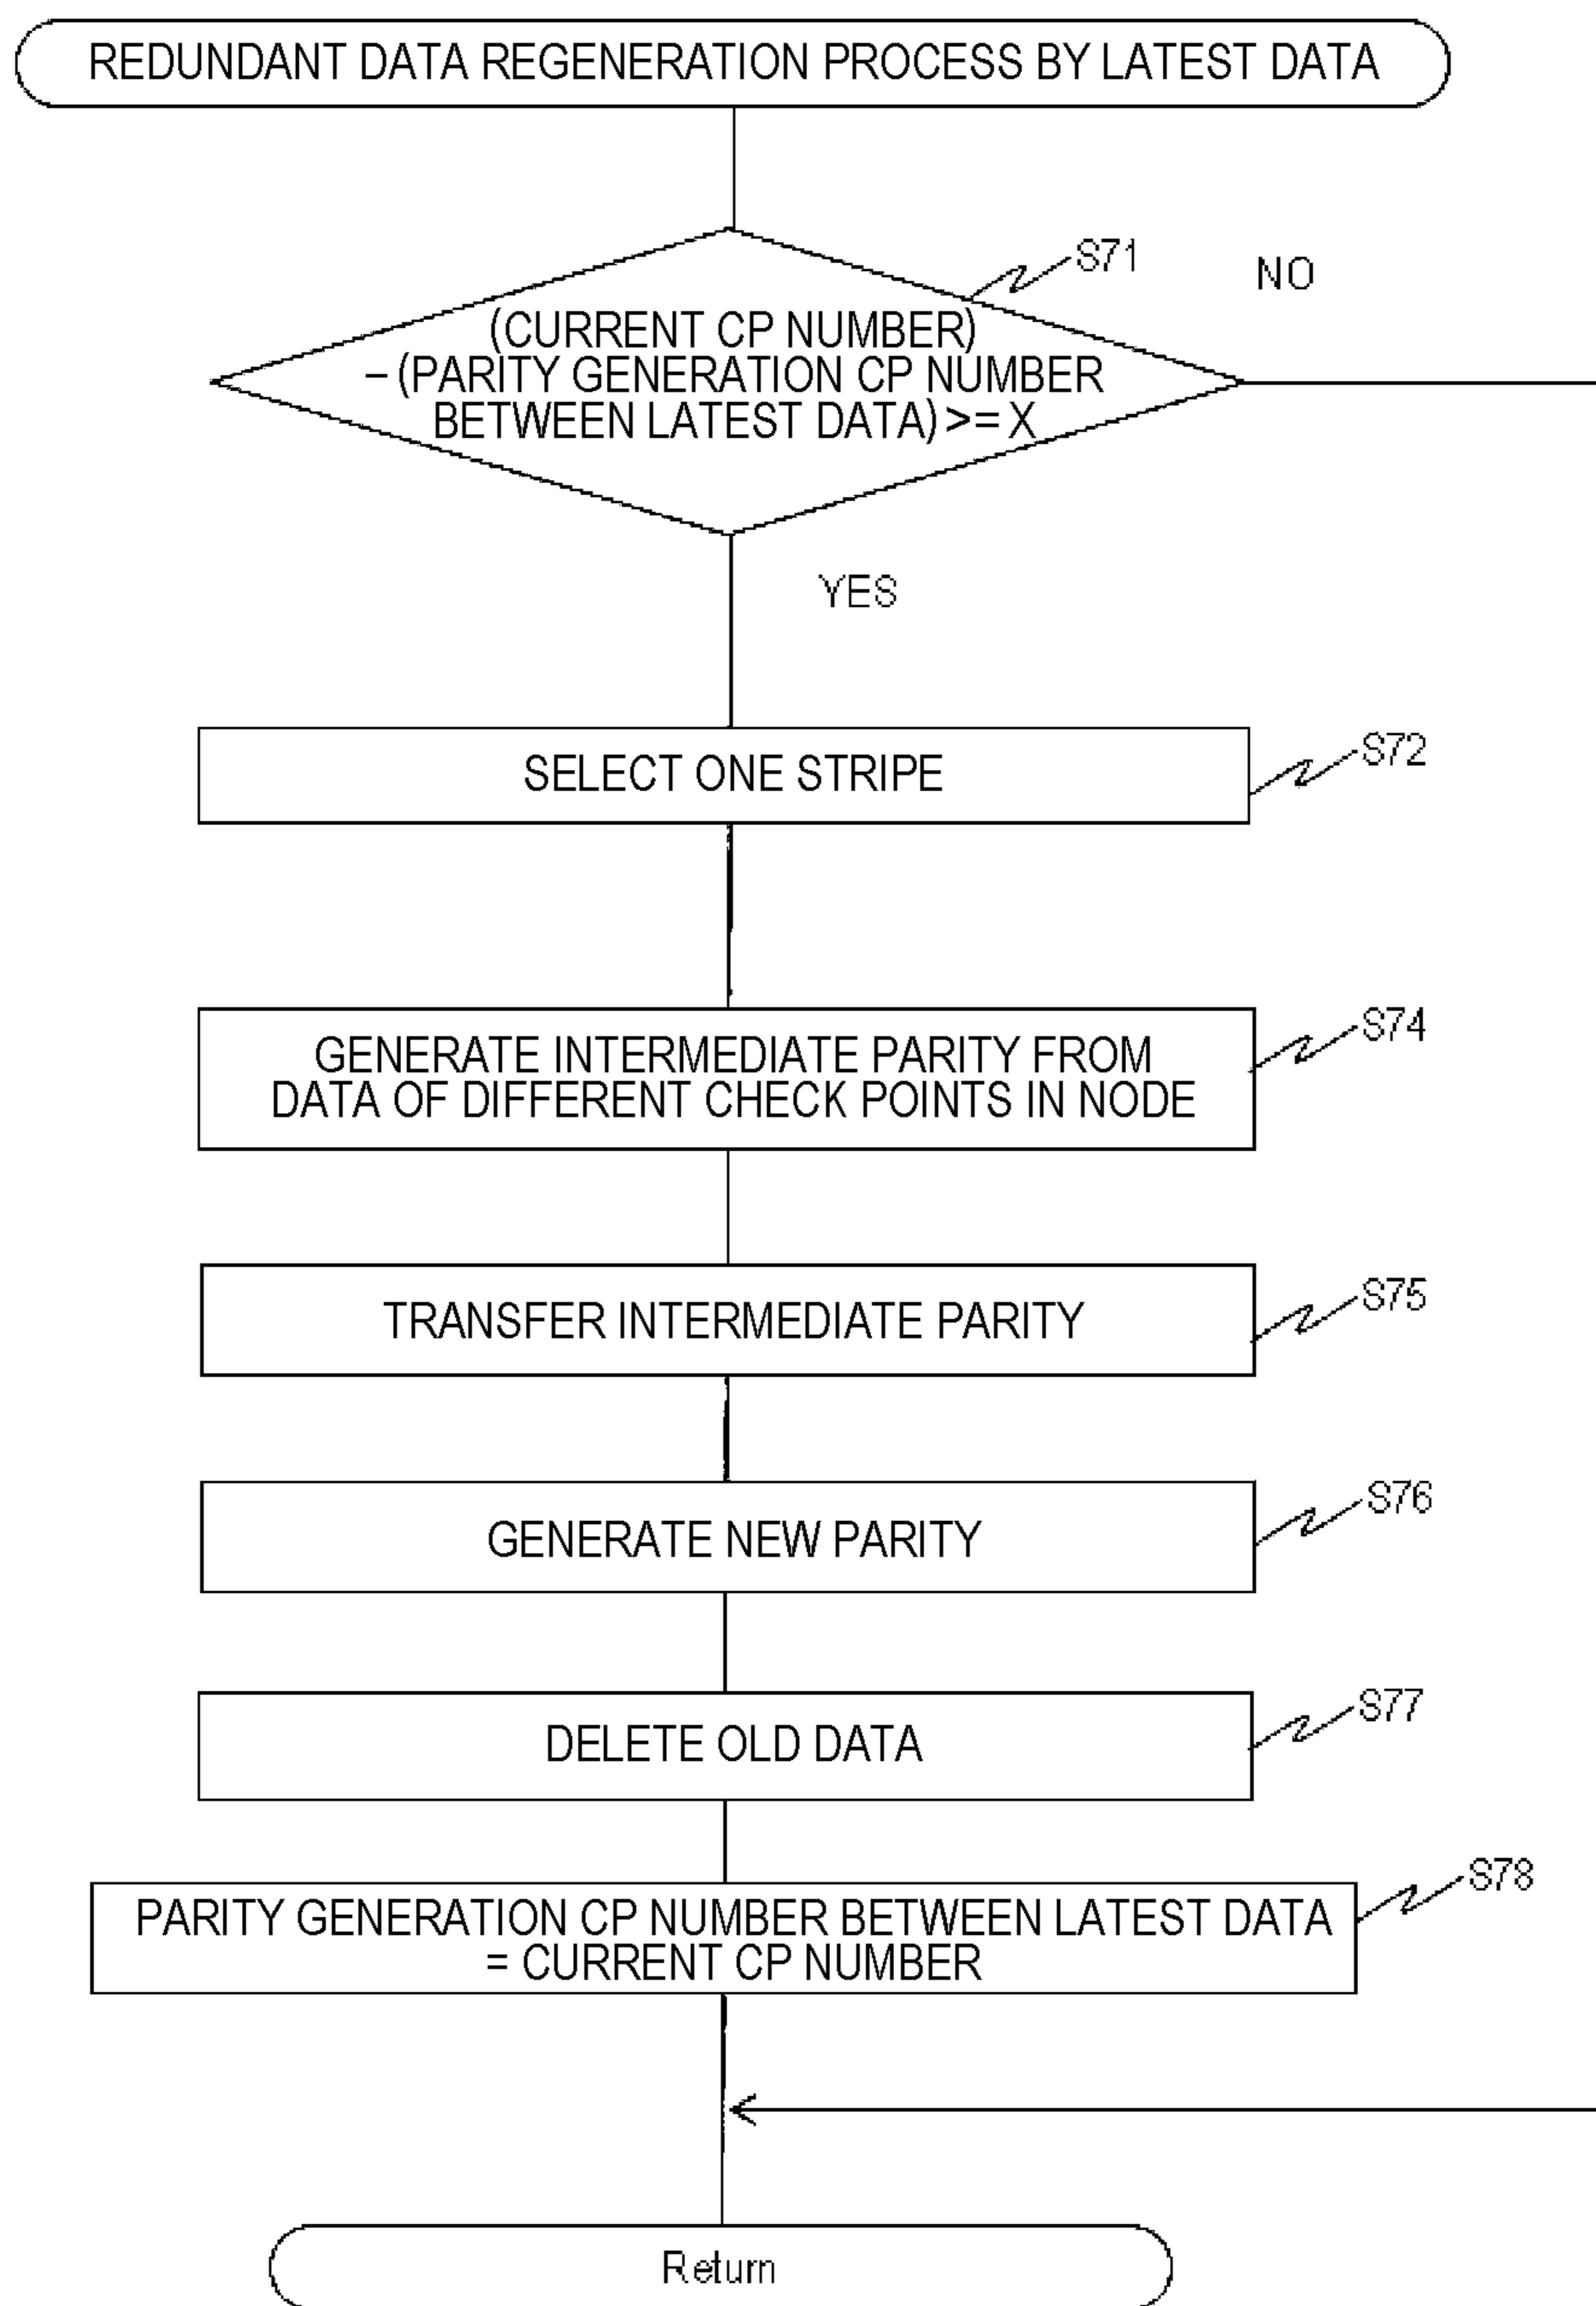 REDUNDANT DATA REGENERATION PROCESS BY LATEST DATA
S71
NO
(CURRENT CP NUMBER)
– (PARITY GENERATION CP NUMBER
BETWEEN LATEST DATA) >= X
YES
SELECT ONE STRIPE
S72
GENERATE INTERMEDIATE PARITY FROM
DATA OF DIFFERENT CHECK POINTS IN NODE
S74
TRANSFER INTERMEDIATE PARITY
S75
GENERATE NEW PARITY
S76
DELETE OLD DATA
S77
PARITY GENERATION CP NUMBER BETWEEN LATEST DATA
= CURRENT CP NUMBER
S78
Return